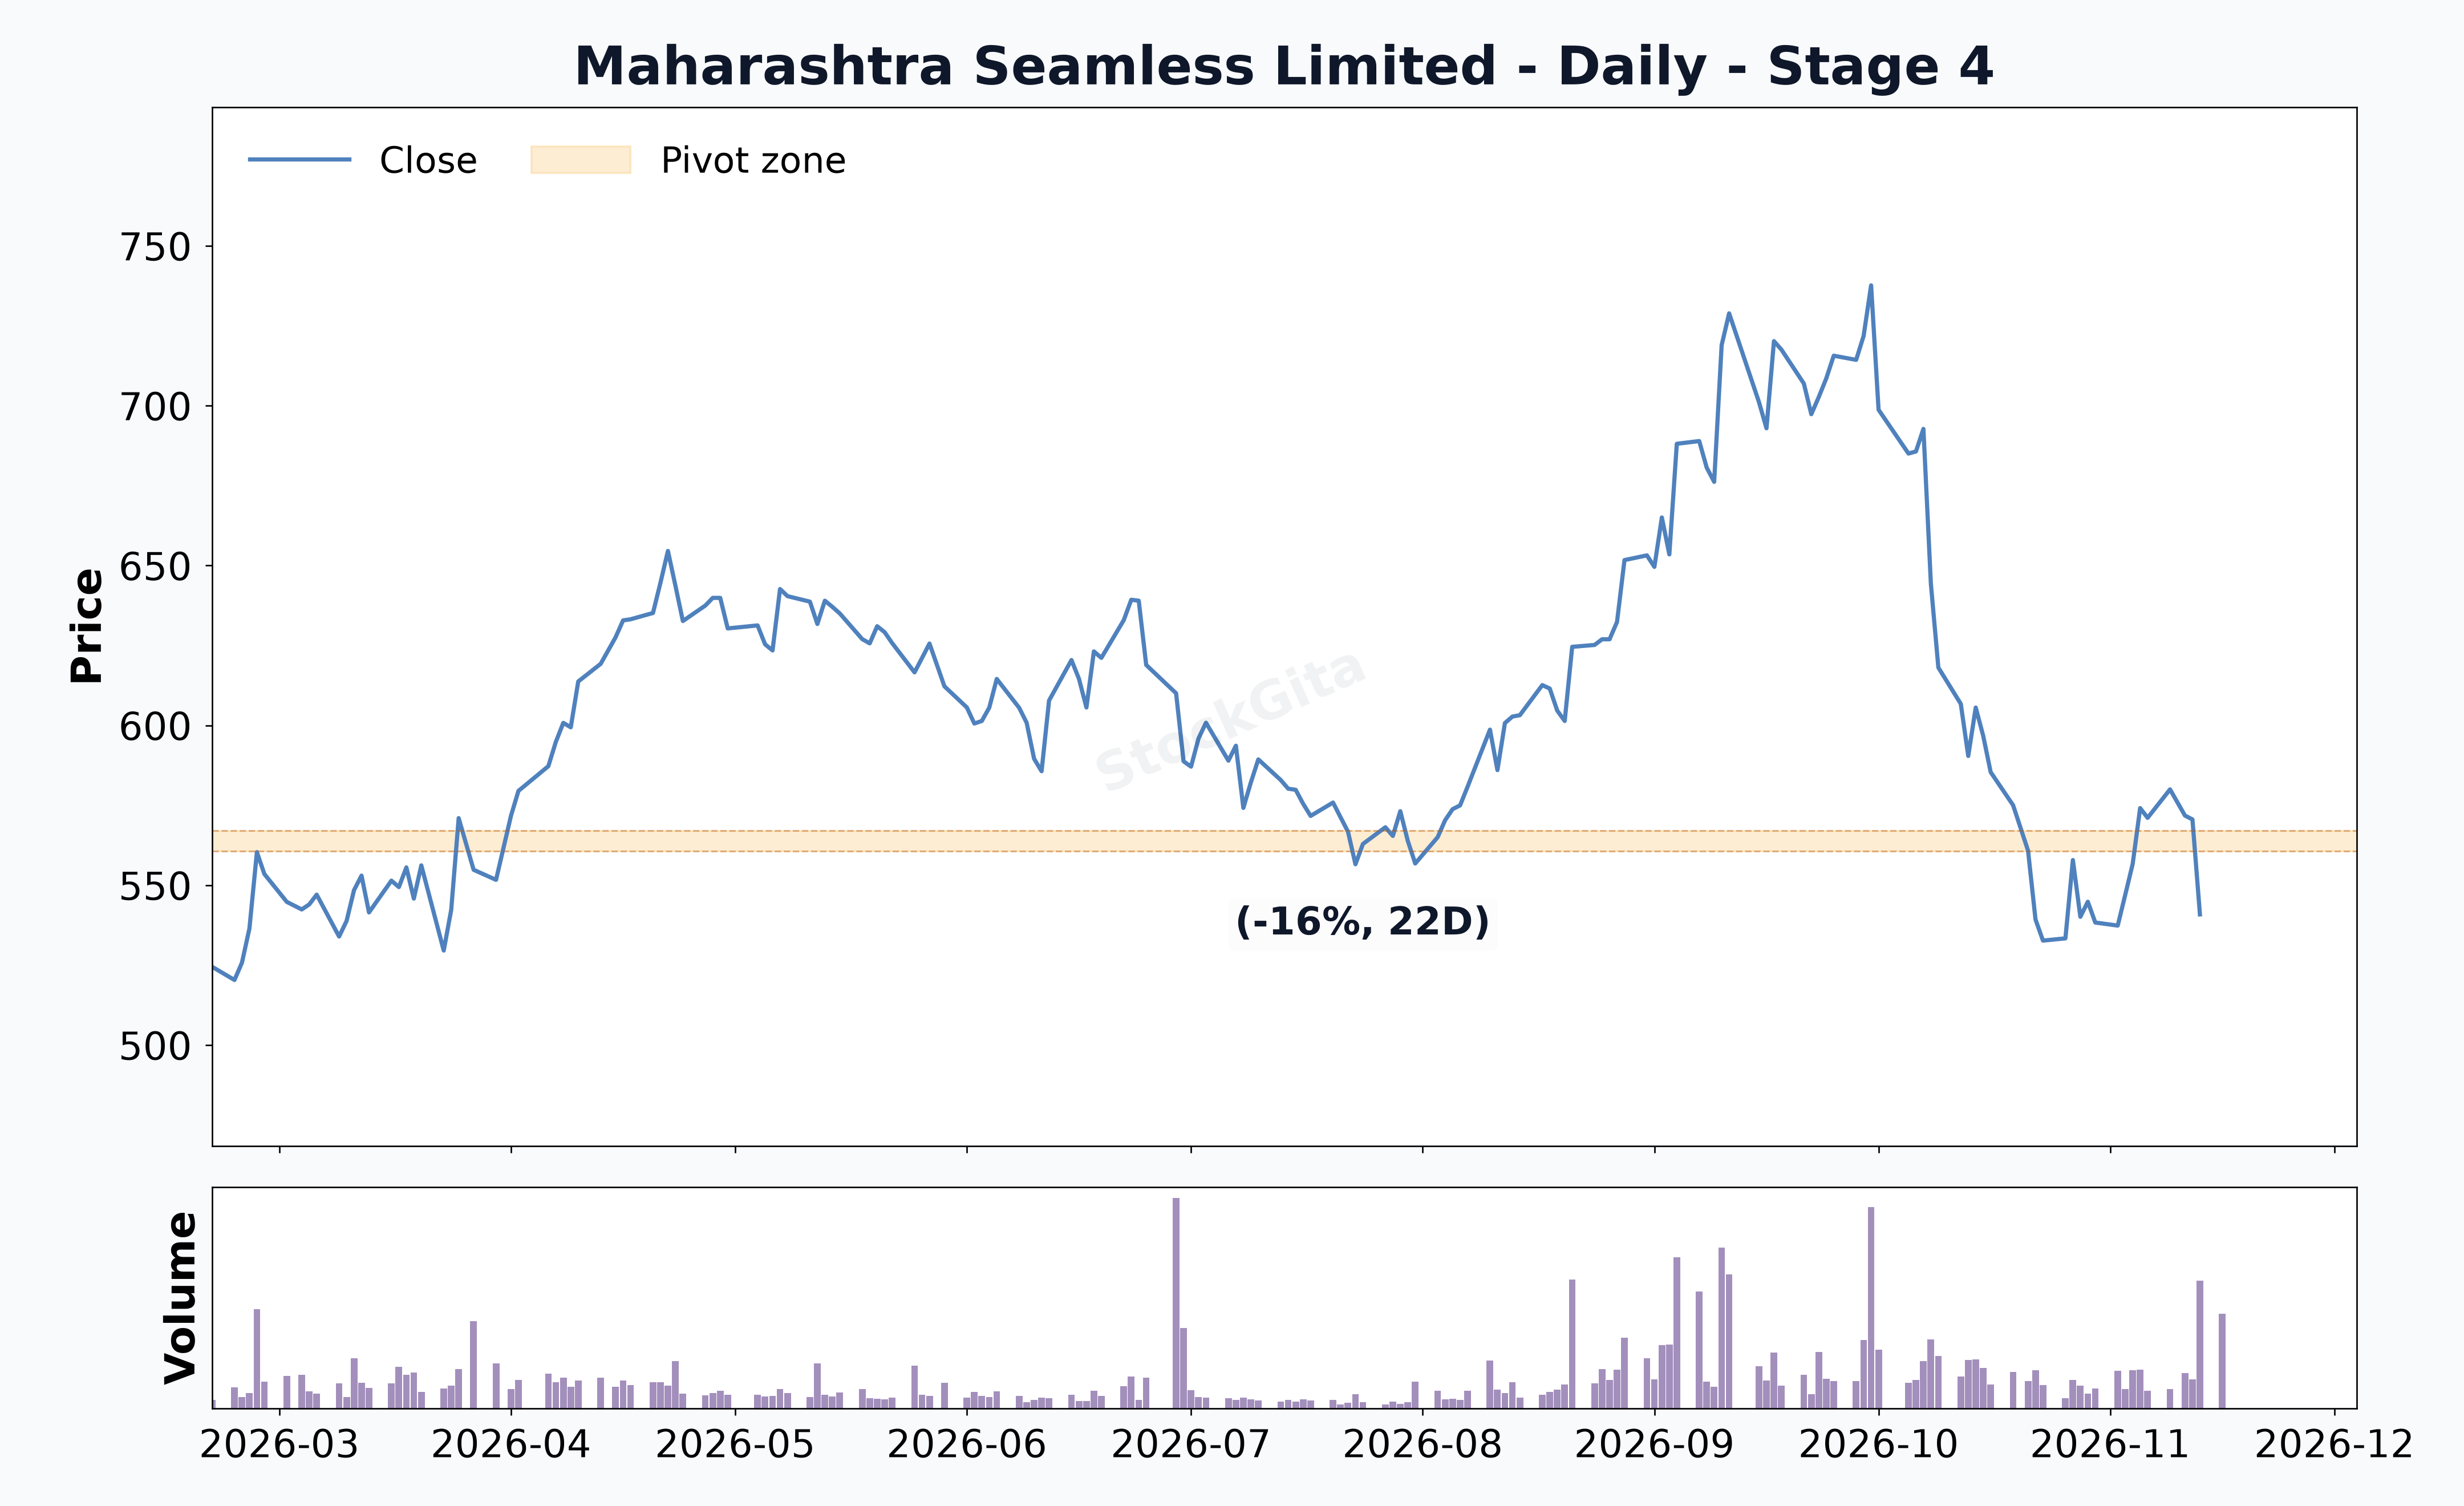 Maharashtra Seamless Limited - Daily - Stage 4
Close
Pivot zone
Price
750
700
650
600
550
500
StockGita
(-16%, 22D)
Volume
2026-03
2026-04
2026-05
2026-06
2026-07
2026-08
2026-09
2026-10
2026-11
2026-12